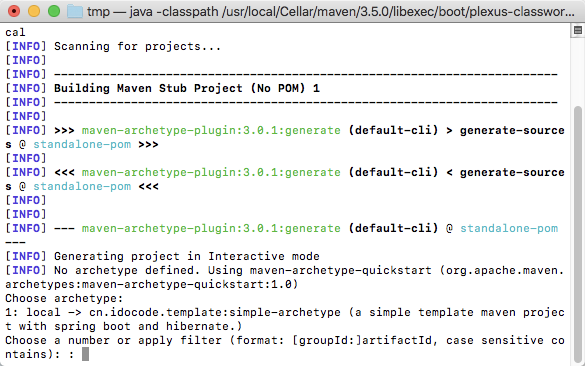 tmp — java -classpath /usr/local/Cellar/maven/3.5.0/libexec/boot/plexus-classwor...
cal
[INFO] Scanning for projects...
[INFO]
[INFO] ------------------------------------------------------------------------
[INFO] Building Maven Stub Project (No POM) 1
[INFO] ------------------------------------------------------------------------
[INFO]
[INFO] >>> maven-archetype-plugin:3.0.1:generate (default-cli) > generate-source
s @ standalone-pom >>>
[INFO]
[INFO] <<< maven-archetype-plugin:3.0.1:generate (default-cli) < generate-source
s @ standalone-pom <<<
[INFO]
[INFO]
[INFO] --- maven-archetype-plugin:3.0.1:generate (default-cli) @ standalone-pom
---
[INFO] Generating project in Interactive mode
[INFO] No archetype defined. Using maven-archetype-quickstart (org.apache.maven.
archetypes:maven-archetype-quickstart:1.0)
Choose archetype:
1: local -> cn.idocode.template:simple-archetype (a simple template maven projec
t with spring boot and hibernate.)
Choose a number or apply filter (format: [groupId:]artifactId, case sensitive co
ntains): :